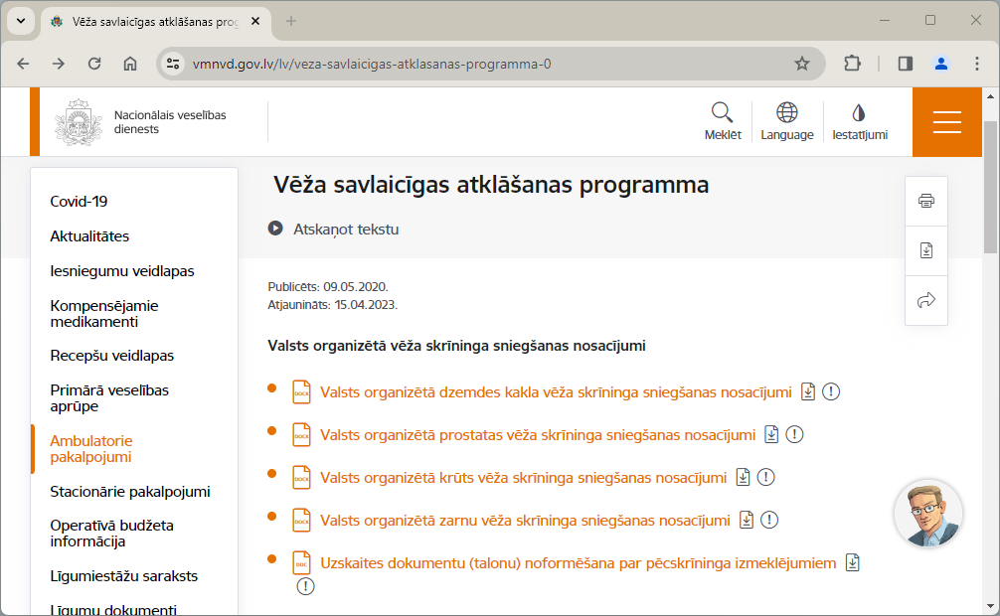 Vēža savlaicīgas atklāšanas prog
vmnvd.gov.lv/lv/veza-savlaicigas-atklasanas-programma-0
Nacionālais veselības
dienests
Meklēt
Language
Iestatījumi
Covid-19
Aktualitātes
Iesniegumu veidlapas
Kompensējamie
medikamenti
Recepšu veidlapas
Primārā veselības
aprūpe
Ambulatorie
pakalpojumi
Stacionārie pakalpojumi
Operatīvā budžeta
informācija
Līgumiestāžu saraksts
Līgumu dokumenti
Vēža savlaicīgas atklāšanas programma
Atskaņot tekstu
Publicēts: 09.05.2020.
Atjaunināts: 15.04.2023.
Valsts organizētā vēža skrīninga sniegšanas nosacījumi
DOCX Valsts organizētā dzemdes kakla vēža skrīninga sniegšanas nosacījumi
DOCX Valsts organizētā prostatas vēža skrīninga sniegšanas nosacījumi
DOCX Valsts organizētā krūts vēža skrīninga sniegšanas nosacījumi
DOCX Valsts organizētā zarnu vēža skrīninga sniegšanas nosacījumi
DOC Uzskaites dokumentu (talonu) noformēšana par pēcskrīninga izmeklējumiem